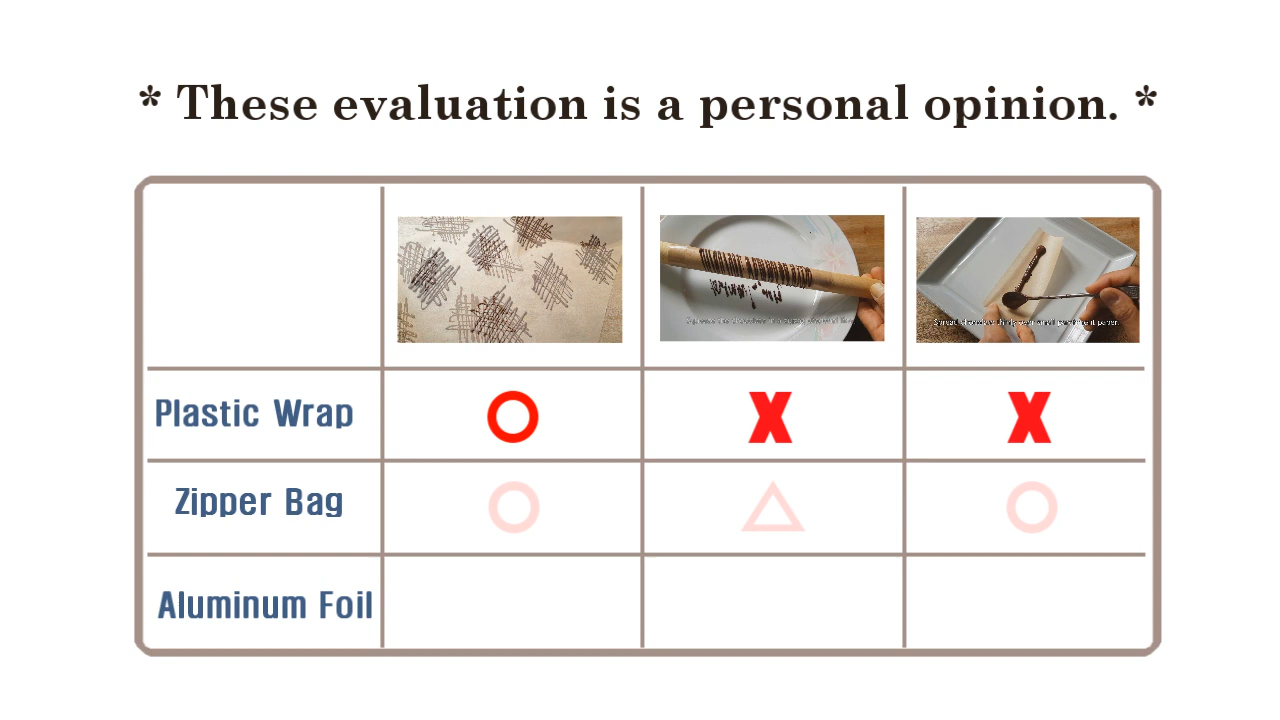 * These evaluation is a personal opinion. *
Plastic Wrap
Zipper Bag
Aluminum Foil